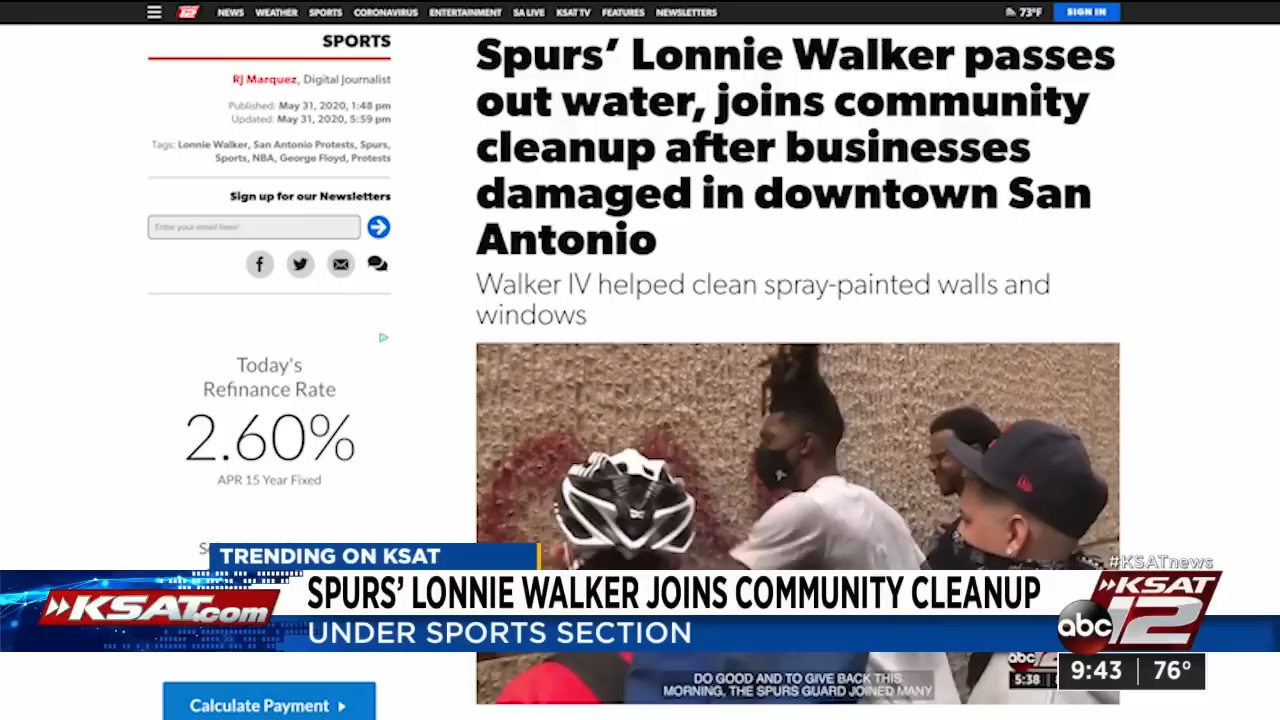 12 NEWS WEATHER SPORTS CORONAVIRUS ENTERTAINMENT SA LIVE KSAT TV FEATURES NEWSLETTERS 73°F SIGN IN
SPORTS
RJ Marquez, Digital Journalist
Published: May 31, 2020, 1:48 pm
Updated: May 31, 2020, 5:59 pm
Tags: Lonnie Walker, San Antonio Protests, Spurs,
Sports, NBA, George Floyd, Protests
Sign up for our Newsletters
Enter your email here!
Today's
Refinance Rate
2.60%
APR 15 Year Fixed
Calculate Payment
Spurs’ Lonnie Walker passes
out water, joins community
cleanup after businesses
damaged in downtown San
Antonio
Walker IV helped clean spray-painted walls and
windows
#KSATnews
TRENDING ON KSAT
KSAT.com
SPURS’ LONNIE WALKER JOINS COMMUNITY CLEANUP
UNDER SPORTS SECTION
KSAT
abc 12
9:43 76°
abc 12
5:38
DO GOOD AND TO GIVE BACK THIS
MORNING, THE SPURS GUARD JOINED MANY